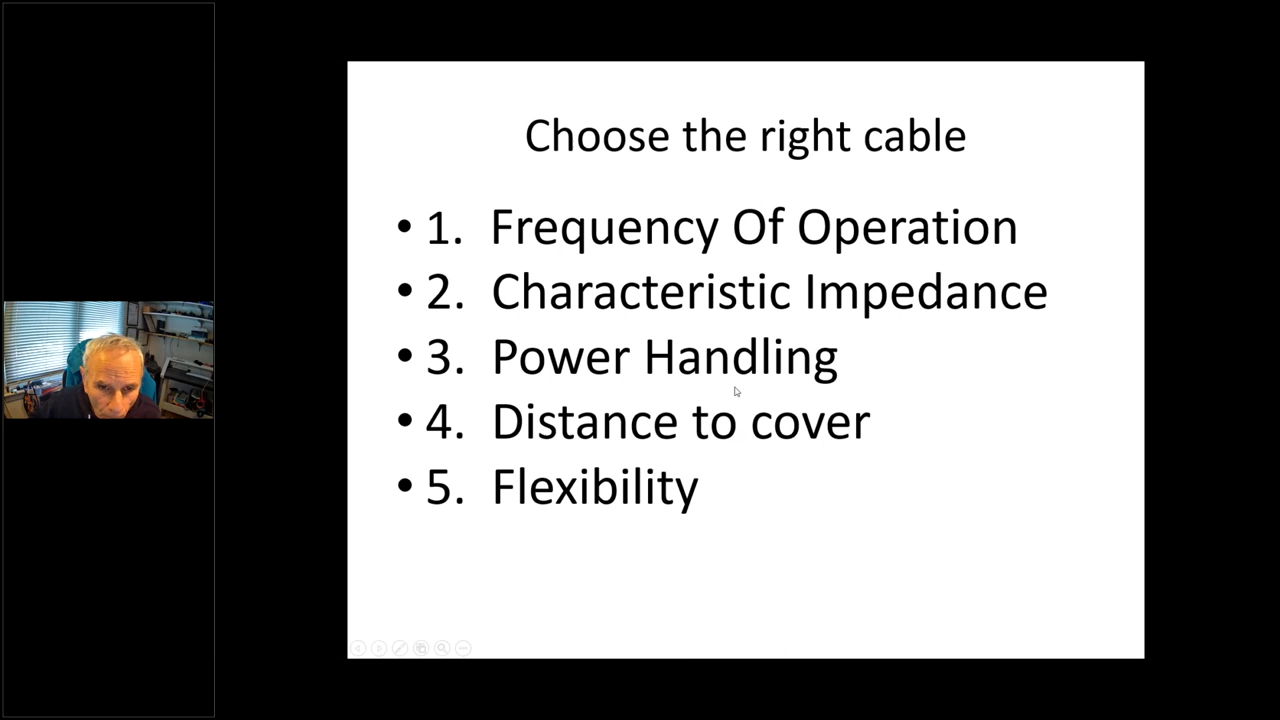 Choose the right cable
• 1. Frequency Of Operation
• 2. Characteristic Impedance
• 3. Power Handling
• 4. Distance to cover
• 5. Flexibility